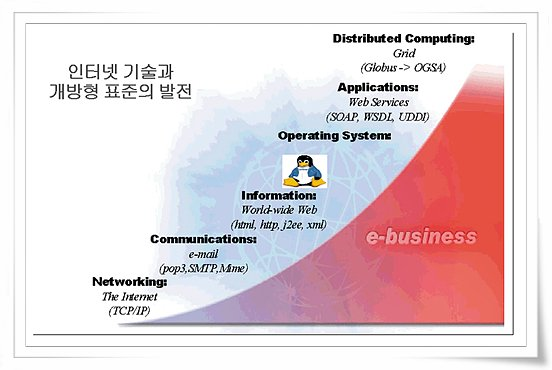 인터넷 기술과
개방형 표준의 발전
Distributed Computing:
Grid
(Globus -> OGSA)
Applications:
Web Services
(SOAP, WSDL, UDDI)
Operating System:
Information:
World-wide Web
(html, http, j2ee, xml)
e-business
Communications:
e-mail
(pop3,SMTP,Mime)
Networking:
The Internet
(TCP/IP)